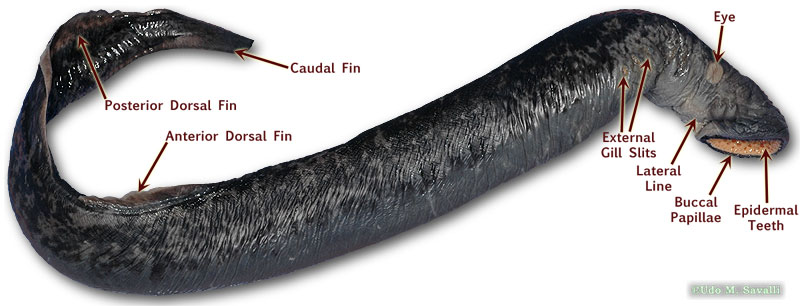 Eye
Caudal Fin
Posterior Dorsal Fin
Anterior Dorsal Fin
External
Gill Slits
Lateral
Line
Buccal
Papillae
Epidermal
Teeth
©Udo M. Savalli